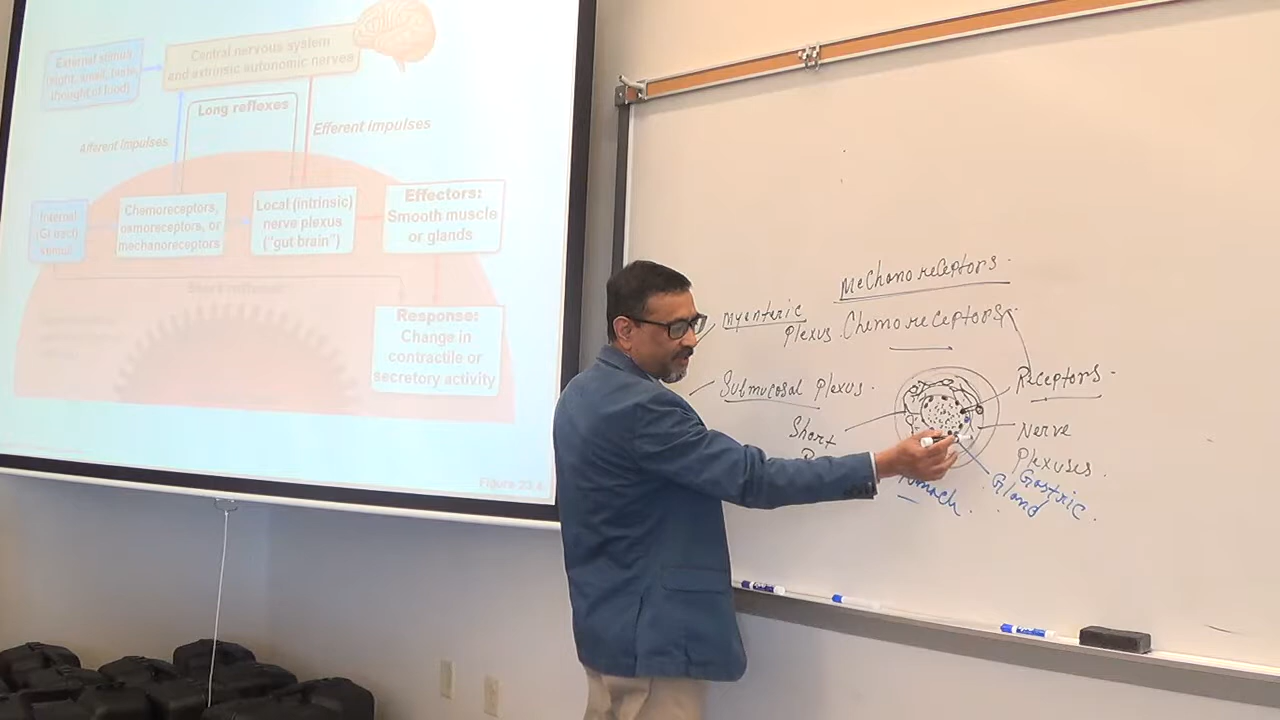 External stimuli
(sight, smell, taste,
thought of food)
Central nervous system
and extrinsic autonomic nerves
Long reflexes
Afferent impulses
Efferent impulses
Internal
(GI tract)
stimuli
Chemoreceptors,
osmoreceptors, or
mechanoreceptors
Local (intrinsic)
nerve plexus
("gut brain")
Effectors:
Smooth muscle
or glands
Short reflexes
Response:
Change in
contractile or
secretory activity
Figure 23.4
Mechanoreceptors.
myenteric
plexus.
Chemoreceptors
Submucosal plexus.
Receptors.
Short
Nerve
Plexuses.
Gastric
Gland